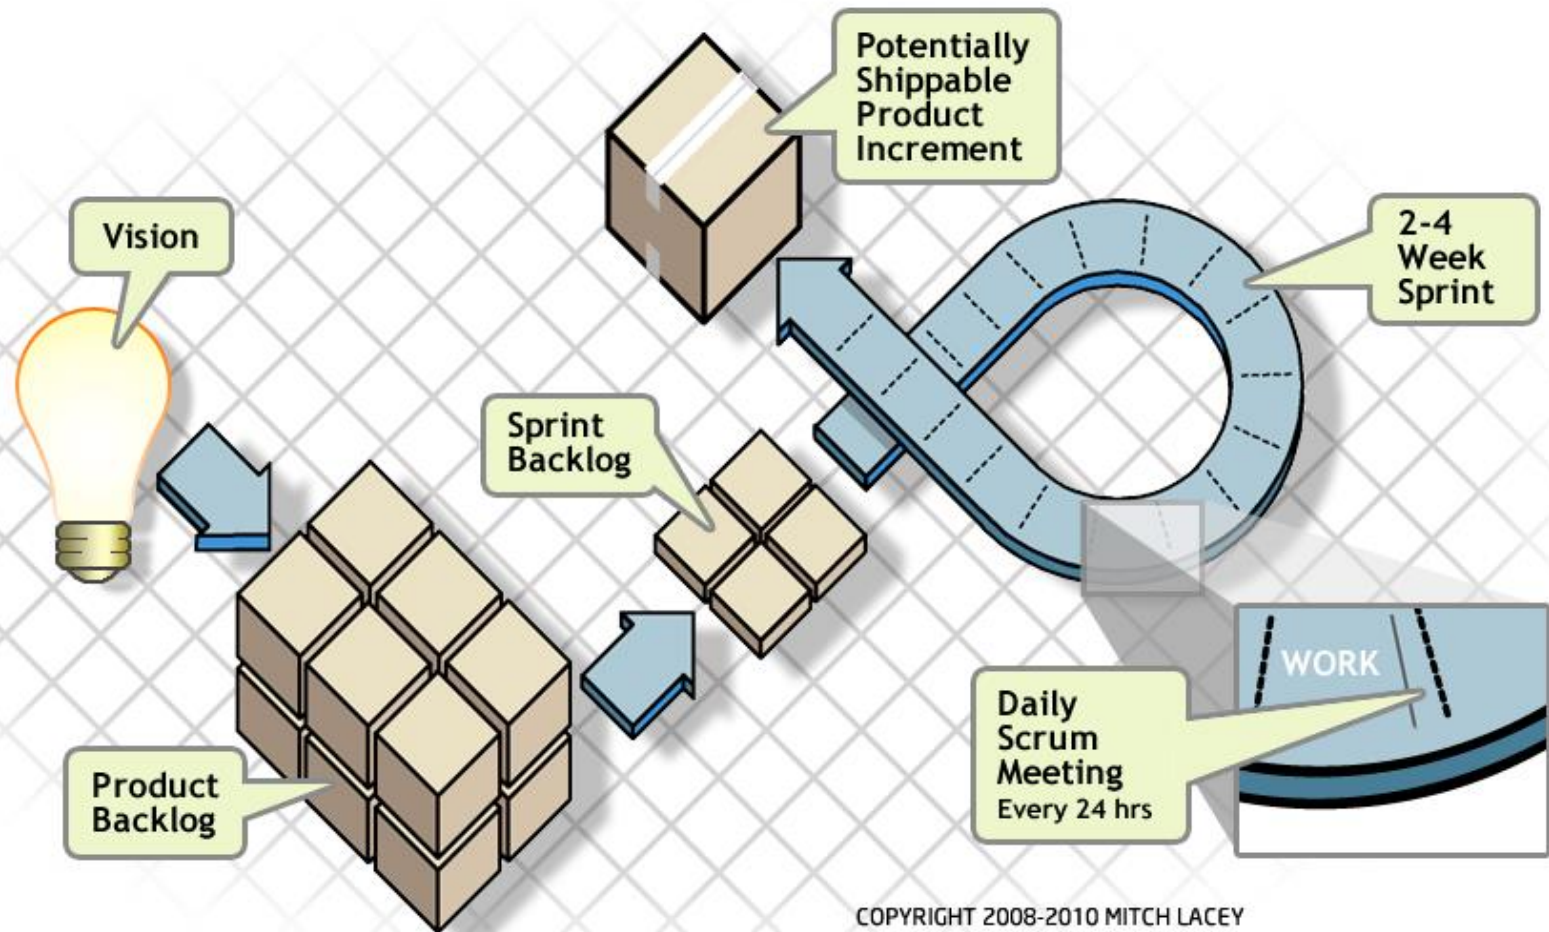 Potentially
Shippable
Product
Increment
Vision
2-4
Week
Sprint
Sprint
Backlog
WORK
Daily
Scrum
Meeting
Every 24 hrs
Product
Backlog
COPYRIGHT 2008-2010 MITCH LACEY